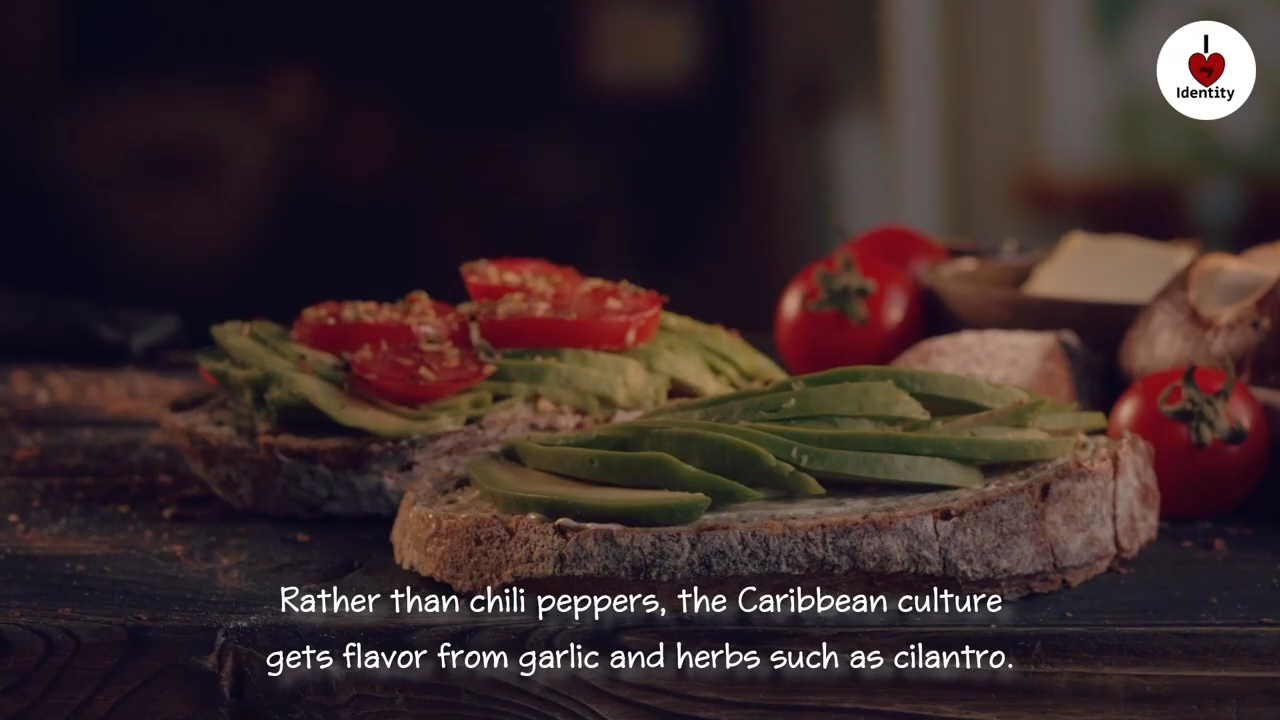 I
my
Identity
Rather than chili peppers, the Caribbean culture
gets flavor from garlic and herbs such as cilantro.